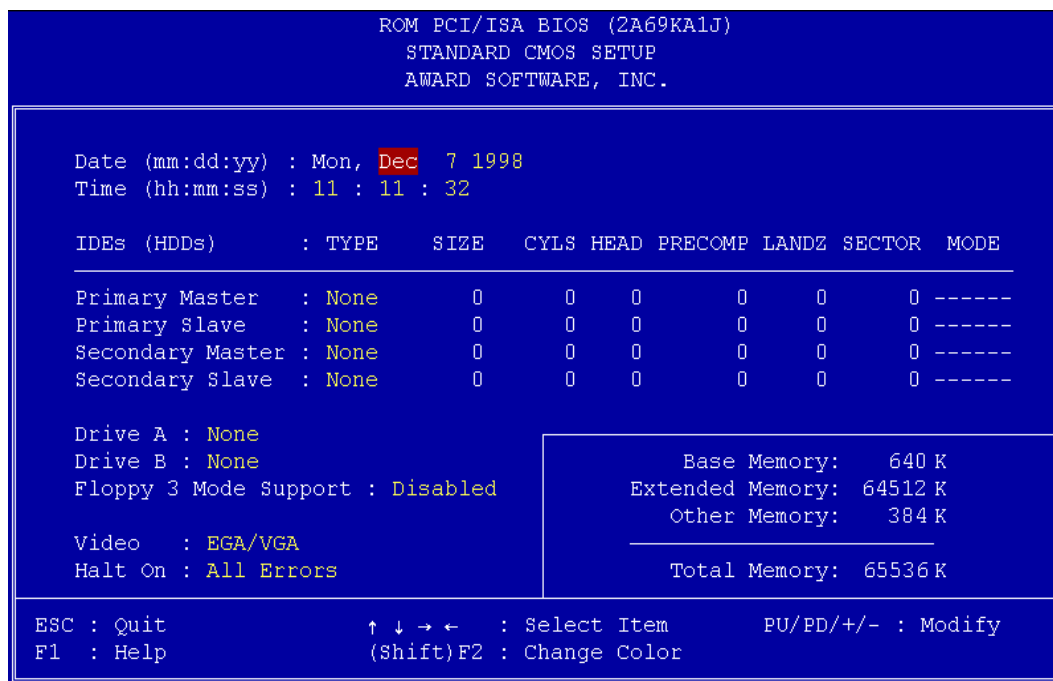 ROM PCI/ISA BIOS (2A69KA1J)
STANDARD CMOS SETUP
AWARD SOFTWARE, INC.
Date (mm:dd:yy) : Mon, Dec 7 1998
Time (hh:mm:ss) : 11 : 11 : 32
IDEs (HDDs) : TYPE SIZE CYLS HEAD PRECOMP LANDZ SECTOR MODE
Primary Master : None 0 0 0 0 0 0 ------
Primary Slave : None 0 0 0 0 0 0 ------
Secondary Master : None 0 0 0 0 0 0 ------
Secondary Slave : None 0 0 0 0 0 0 ------
Drive A : None
Drive B : None
Floppy 3 Mode Support : Disabled
Video : EGA/VGA
Halt On : All Errors
Base Memory: 640 K
Extended Memory: 64512 K
Other Memory: 384 K
Total Memory: 65536 K
ESC : Quit ↑ ↓ → ← : Select Item PU/PD/+/- : Modify
F1 : Help (Shift)F2 : Change Color